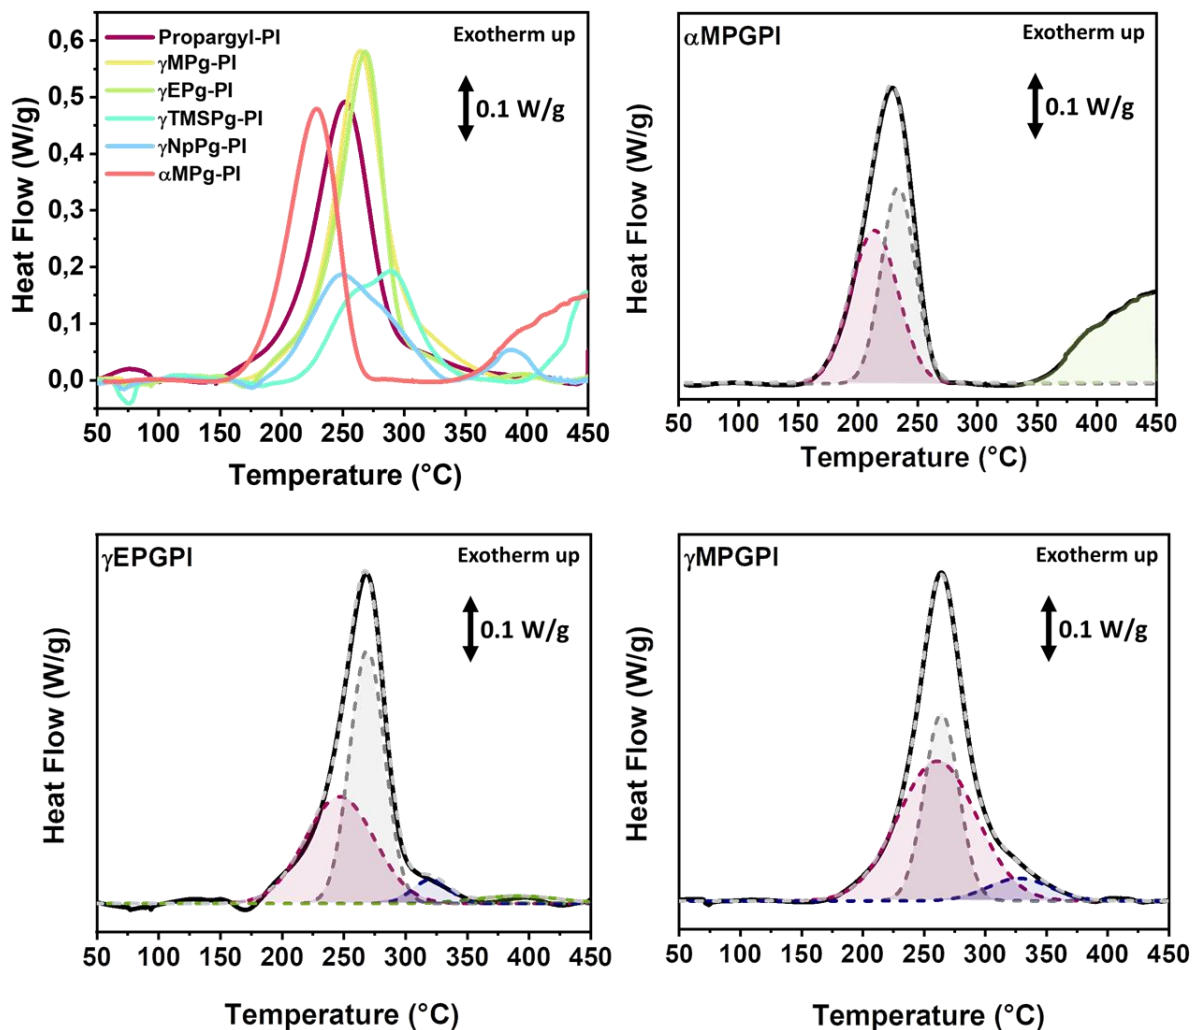 Propargyl-PI
γMPg-PI
γEPg-PI
γTMSPg-PI
γNpPg-PI
αMPg-PI
Exotherm up
0.1 W/g
0,6
0,5
0,4
0,3
0,2
0,1
0,0
Heat Flow (W/g)
50 100 150 200 250 300 350 400 450
Temperature (°C)
αMPGPI
Exotherm up
0.1 W/g
Heat Flow (W/g)
50 100 150 200 250 300 350 400 450
Temperature (°C)
γEPGPI
Exotherm up
0.1 W/g
Heat Flow (W/g)
50 100 150 200 250 300 350 400 450
Temperature (°C)
γMPGPI
Exotherm up
0.1 W/g
Heat Flow (W/g)
50 100 150 200 250 300 350 400 450
Temperature (°C)